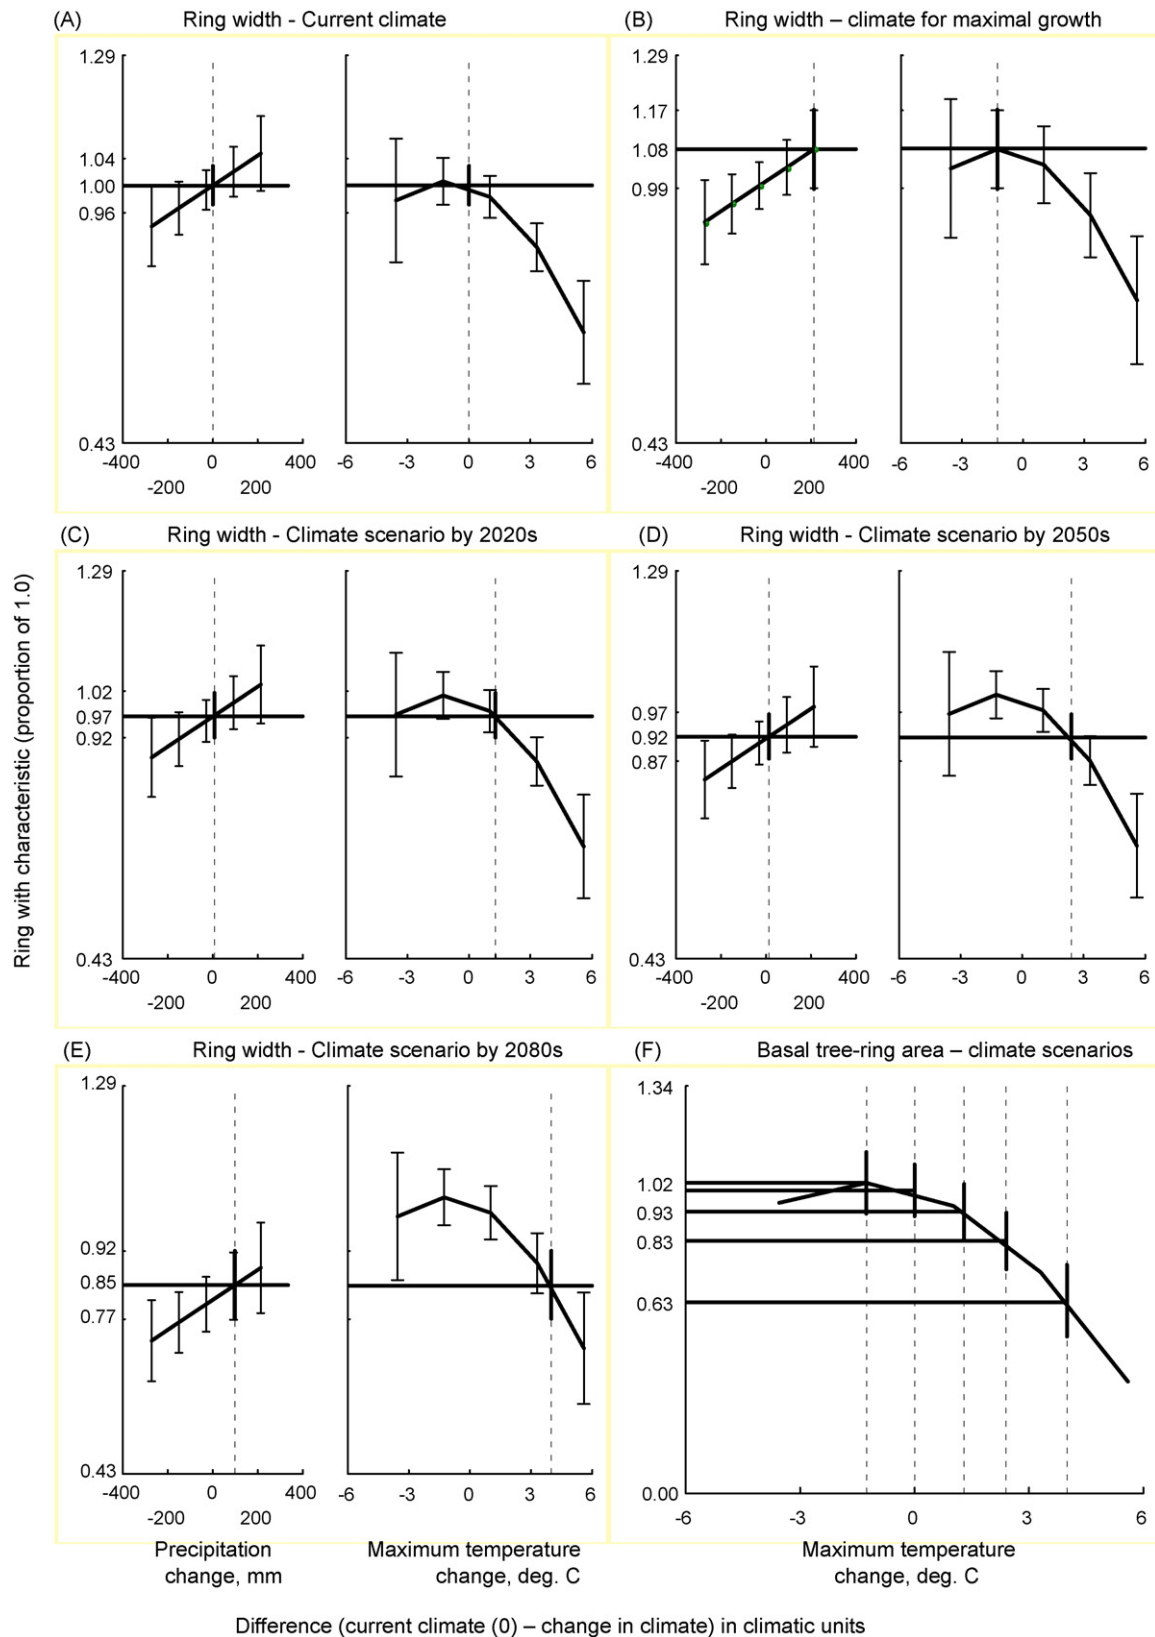 (A) Ring width - Current climate
(B) Ring width – climate for maximal growth
1.29
1.04
1.00
0.96
0.43
-400 0 400
-200 200
-6 -3 0 3 6
1.29
1.17
1.08
0.99
0.43
-400 0 400
-200 200
-6 -3 0 3 6
(C) Ring width - Climate scenario by 2020s
(D) Ring width - Climate scenario by 2050s
Ring with characteristic (proportion of 1.0)
1.29
1.02
0.97
0.92
0.43
-400 0 400
-200 200
-6 -3 0 3 6
1.29
0.97
0.92
0.87
0.43
-400 0 400
-200 200
-6 -3 0 3 6
(E) Ring width - Climate scenario by 2080s
(F) Basal tree-ring area – climate scenarios
1.29
0.92
0.85
0.77
0.43
-400 0 400
-200 200
-6 -3 0 3 6
1.34
1.02
0.93
0.83
0.63
0.00
-6 -3 0 3 6
Precipitation
change, mm
Maximum temperature
change, deg. C
Maximum temperature
change, deg. C
Difference (current climate (0) – change in climate) in climatic units